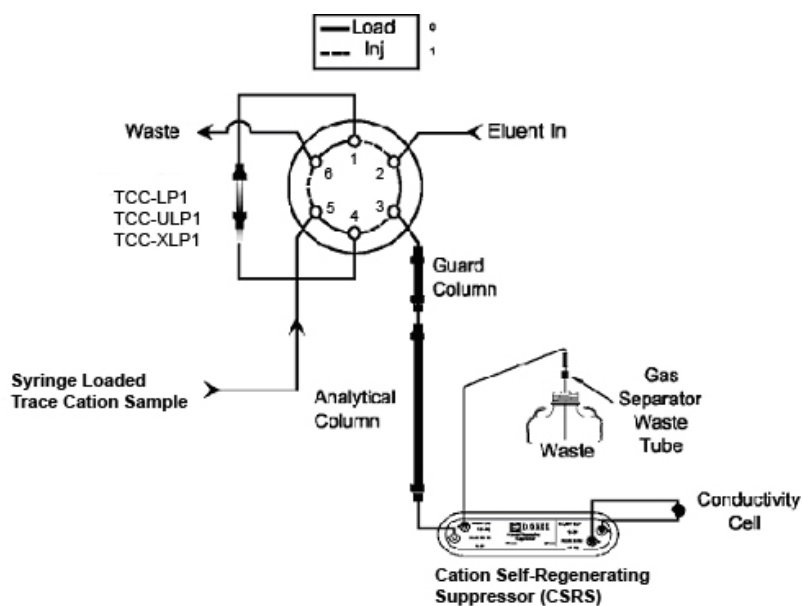 Load 0
Inj 1
Waste
Eluent In
1
6
2
5
4
3
TCC-LP1
TCC-ULP1
TCC-XLP1
Guard
Column
Syringe Loaded
Trace Cation Sample
Analytical
Column
Gas
Separator
Waste
Tube
Waste
Conductivity
Cell
Cation Self-Regenerating
Suppressor (CSRS)